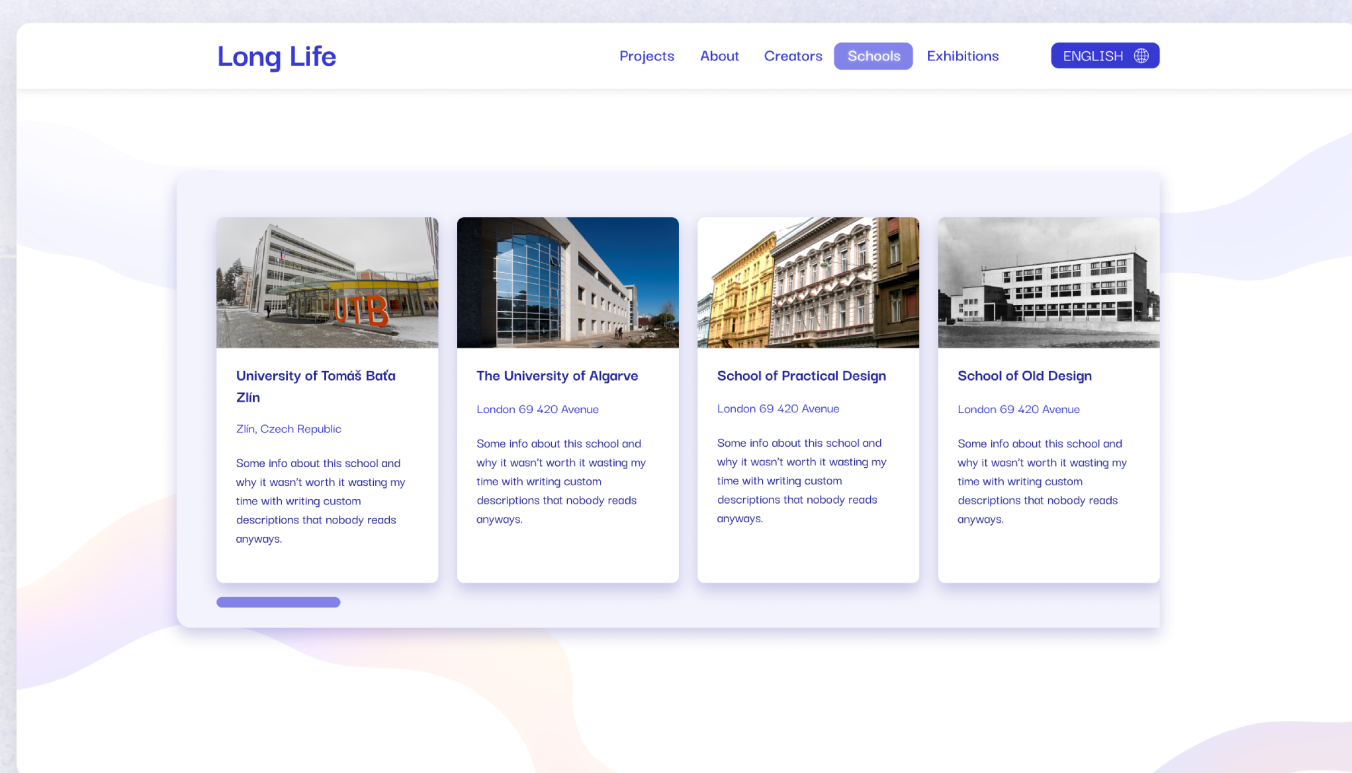 Long Life
Projects About Creators Schools Exhibitions ENGLISH
UTB
University of Tomáš Baťa
Zlín
Zlín, Czech Republic
Some info about this school and
why it wasn't worth it wasting my
time with writing custom
descriptions that nobody reads
anyways.
The University of Algarve
London 69 420 Avenue
Some info about this school and
why it wasn't worth it wasting my
time with writing custom
descriptions that nobody reads
anyways.
School of Practical Design
London 69 420 Avenue
Some info about this school and
why it wasn't worth it wasting my
time with writing custom
descriptions that nobody reads
anyways.
School of Old Design
London 69 420 Avenue
Some info about this school and
why it wasn't worth it wasting my
time with writing custom
descriptions that nobody reads
anyways.